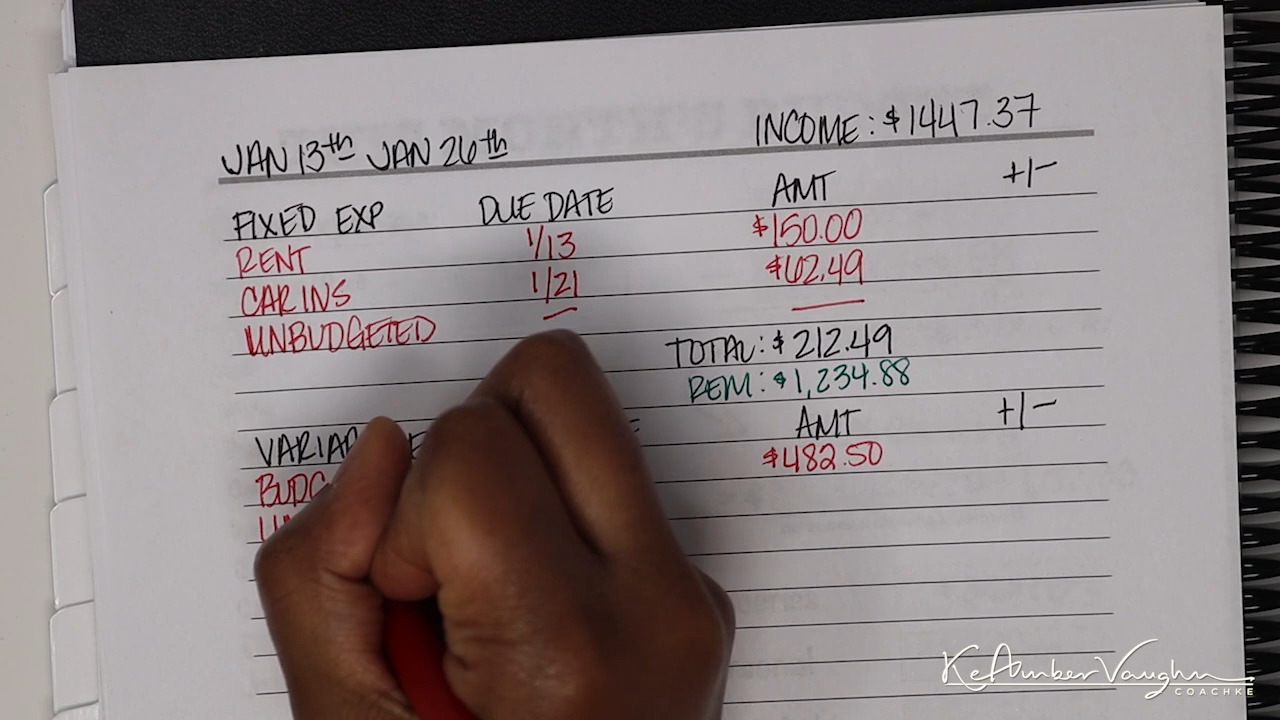 JAN 13th JAN 26th INCOME: $1447.37
FIXED EXP DUE DATE AMT +/-
RENT 1/13 $150.00
CAR INS 1/21 $62.49
UNBUDGETED — —
TOTAL: $212.49
REM: $1,234.88
AMT +/-
$482.50
KeAmber Vaughn
COACHKE